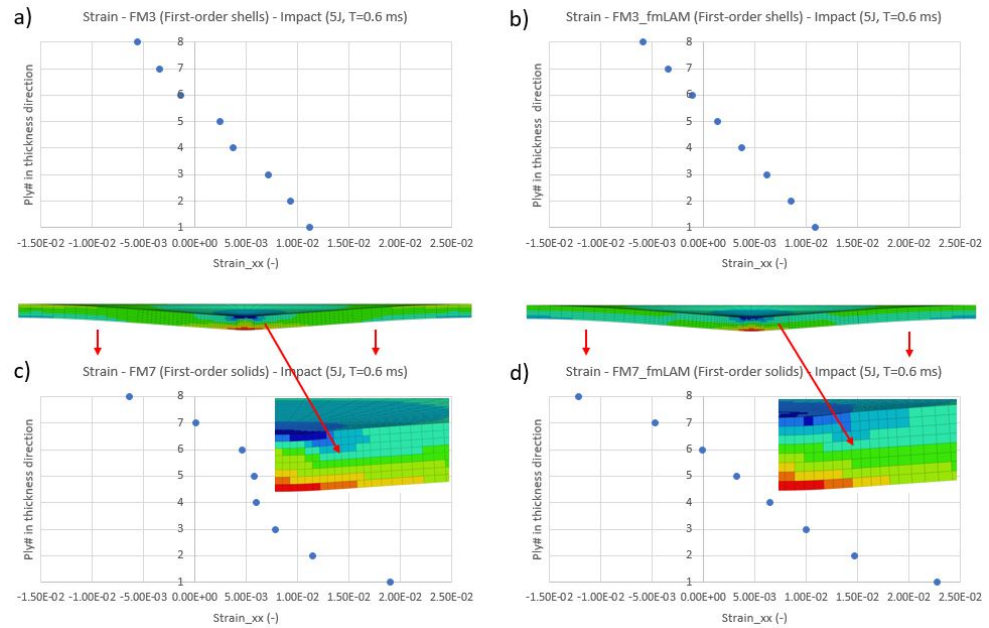 a)
Strain - FM3 (First-order shells) - Impact (5J, T=0.6 ms)
Ply# in thickness direction
8
7
6
5
4
3
2
1
-1.50E-02 -1.00E-02 -5.00E-03 0.00E+00 5.00E-03 1.00E-02 1.50E-02 2.00E-02 2.50E-02
Strain_xx (-)
b)
Strain - FM3_fmLAM (First-order shells) - Impact (5J, T=0.6 ms)
Ply# in thickness direction
8
7
6
5
4
3
2
1
-1.50E-02 -1.00E-02 -5.00E-03 0.00E+00 5.00E-03 1.00E-02 1.50E-02 2.00E-02 2.50E-02
Strain_xx (-)
c)
Strain - FM7 (First-order solids) - Impact (5J, T=0.6 ms)
Ply# in thickness direction
8
7
6
5
4
3
2
1
-1.50E-02 -1.00E-02 -5.00E-03 0.00E+00 5.00E-03 1.00E-02 1.50E-02 2.00E-02 2.50E-02
Strain_xx (-)
d)
Strain - FM7_fmLAM (First-order solids) - Impact (5J, T=0.6 ms)
Ply# in thickness direction
8
7
6
5
4
3
2
1
-1.50E-02 -1.00E-02 -5.00E-03 0.00E+00 5.00E-03 1.00E-02 1.50E-02 2.00E-02 2.50E-02
Strain_xx (-)